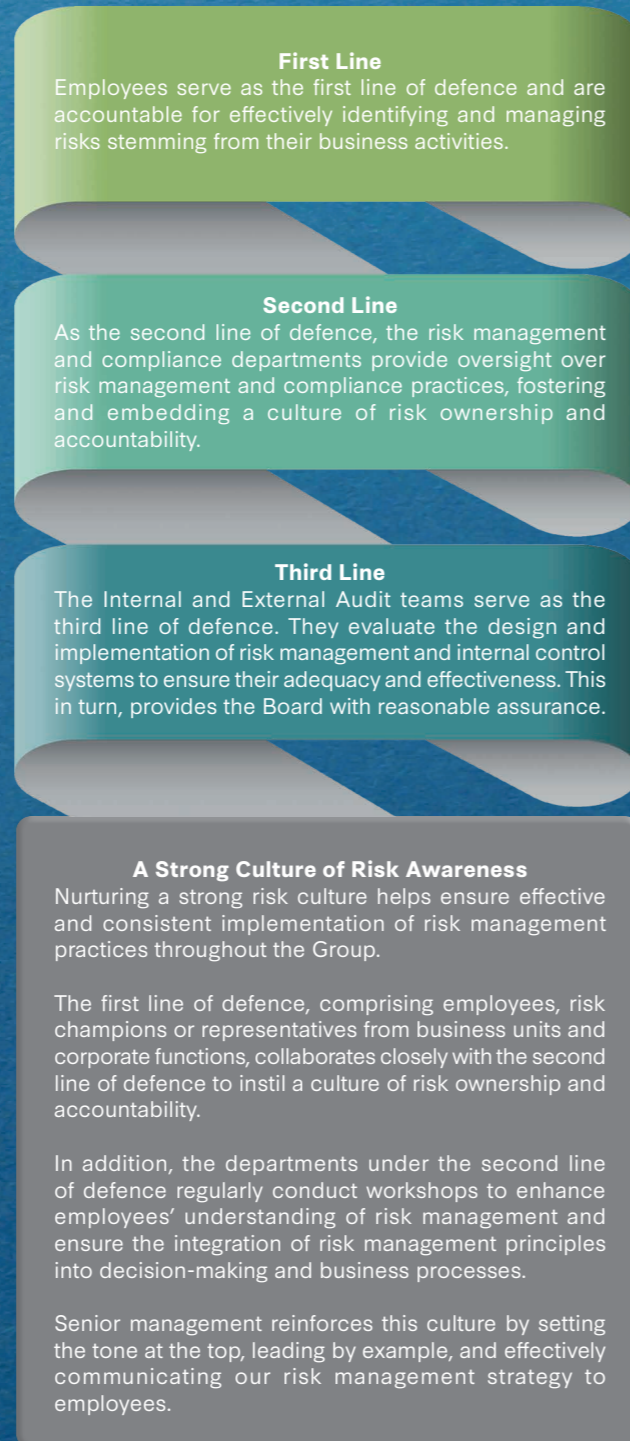 First Line
Employees serve as the first line of defence and are
accountable for effectively identifying and managing
risks stemming from their business activities.
Second Line
As the second line of defence, the risk management
and compliance departments provide oversight over
risk management and compliance practices, fostering
and embedding a culture of risk ownership and
accountability.
Third Line
The Internal and External Audit teams serve as the
third line of defence. They evaluate the design and
implementation of risk management and internal control
systems to ensure their adequacy and effectiveness. This
in turn, provides the Board with reasonable assurance.
A Strong Culture of Risk Awareness
Nurturing a strong risk culture helps ensure effective
and consistent implementation of risk management
practices throughout the Group.
The first line of defence, comprising employees, risk
champions or representatives from business units and
corporate functions, collaborates closely with the second
line of defence to instil a culture of risk ownership and
accountability.
In addition, the departments under the second line
of defence regularly conduct workshops to enhance
employees’ understanding of risk management and
ensure the integration of risk management principles
into decision-making and business processes.
Senior management reinforces this culture by setting
the tone at the top, leading by example, and effectively
communicating our risk management strategy to
employees.